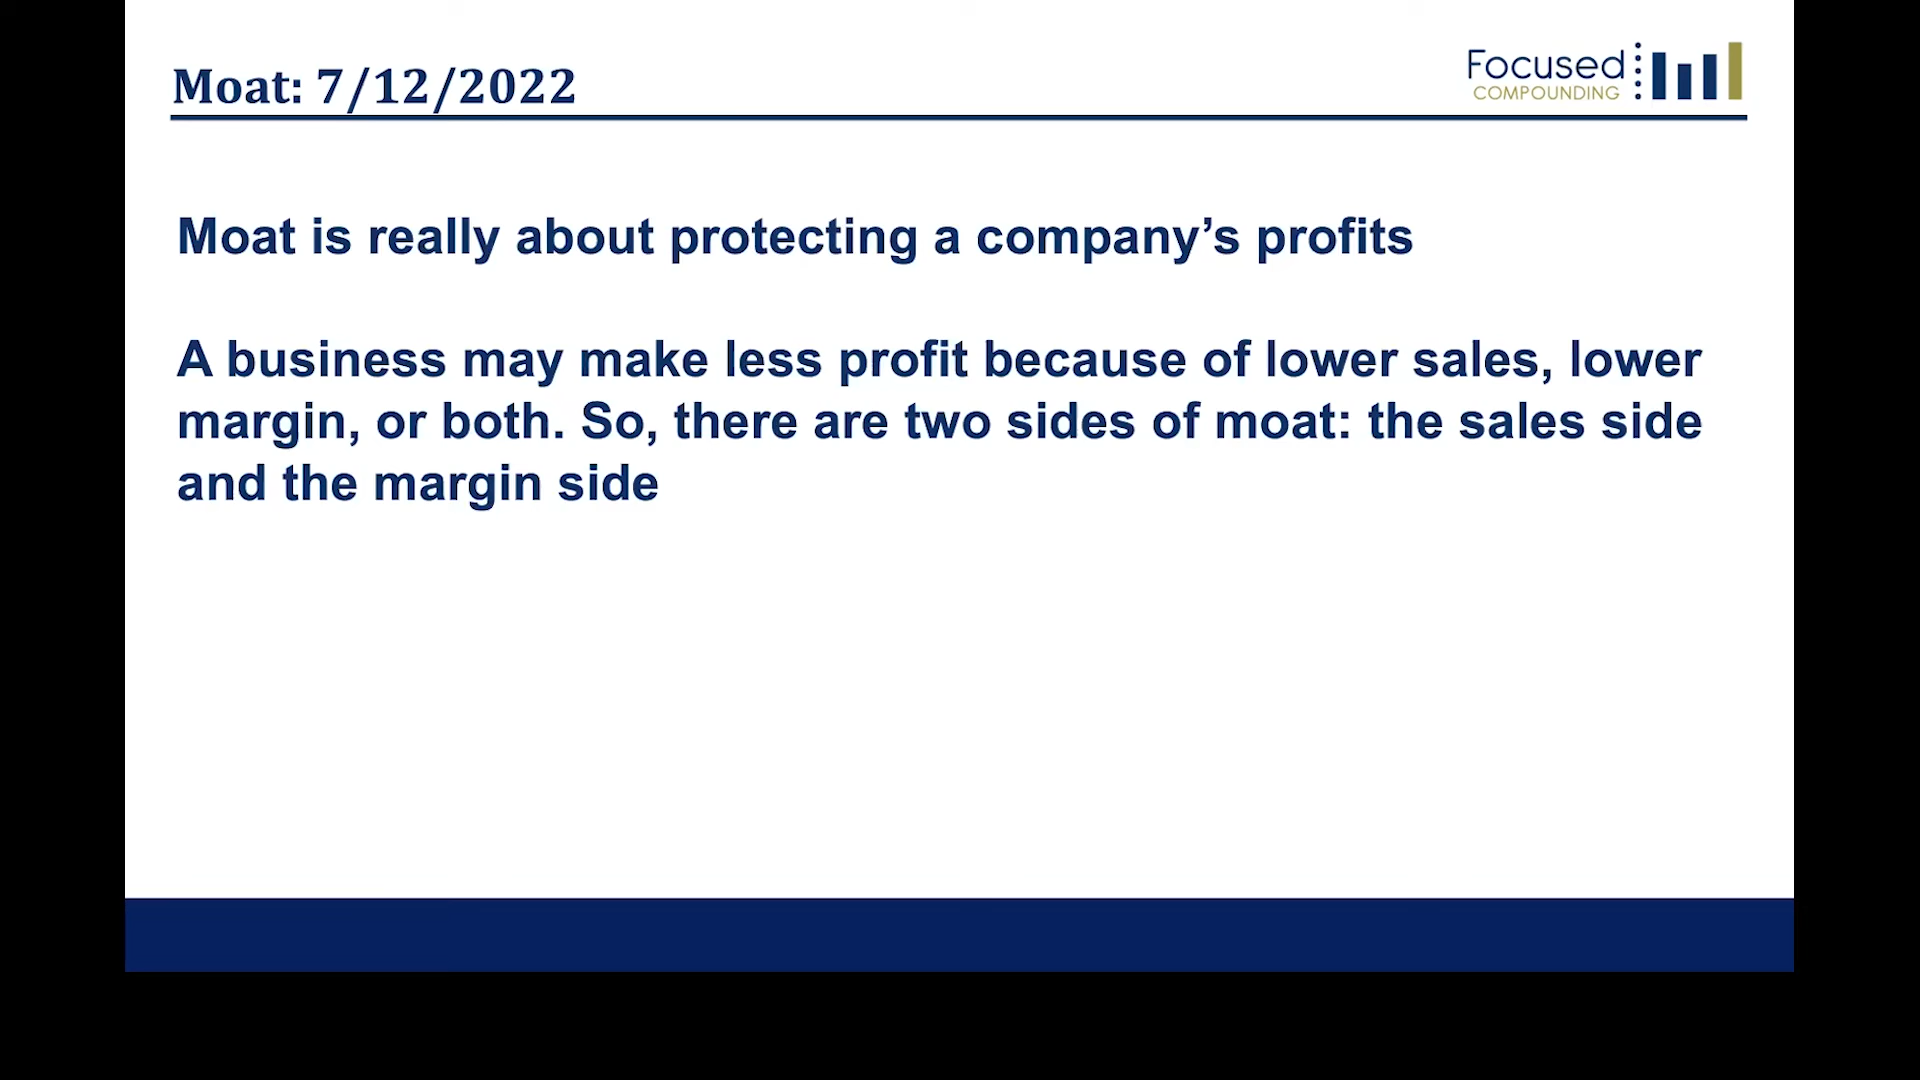 Moat: 7/12/2022
Focused
COMPOUNDING
Moat is really about protecting a company’s profits
A business may make less profit because of lower sales, lower
margin, or both. So, there are two sides of moat: the sales side
and the margin side